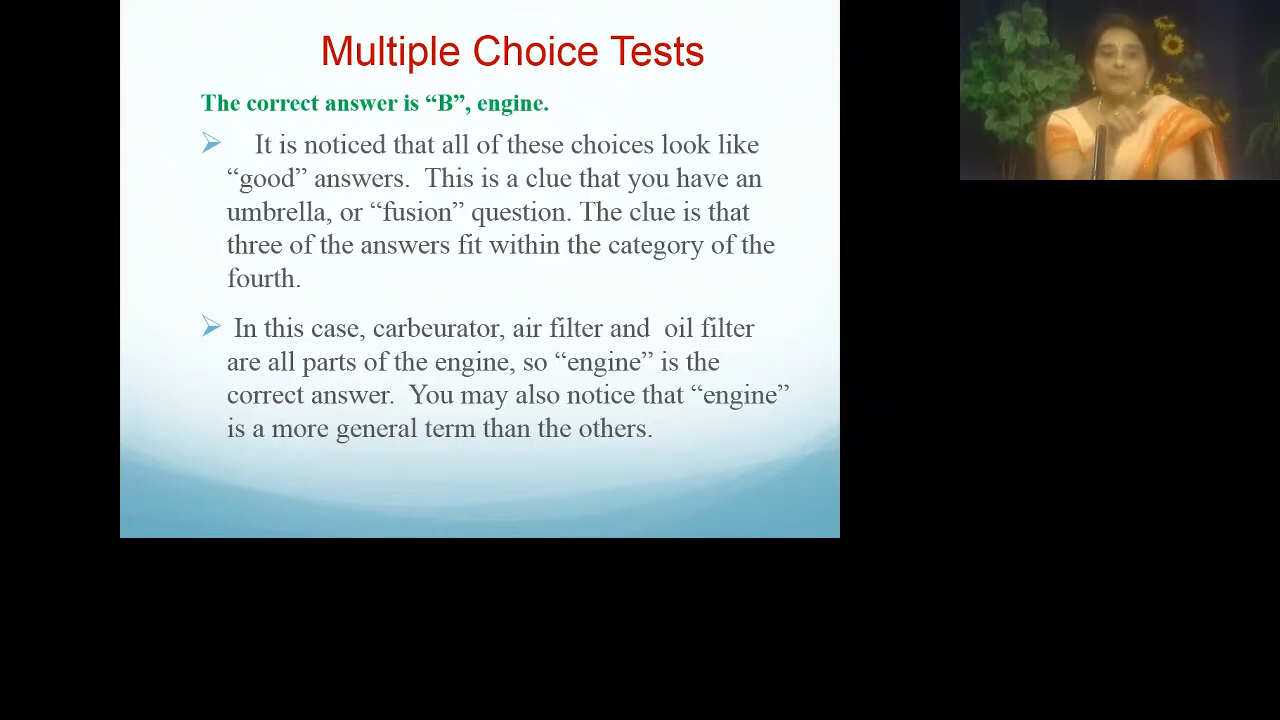 Multiple Choice Tests
The correct answer is “B”, engine.
It is noticed that all of these choices look like
“good” answers. This is a clue that you have an
umbrella, or “fusion” question. The clue is that
three of the answers fit within the category of the
fourth.
In this case, carbeurator, air filter and oil filter
are all parts of the engine, so “engine” is the
correct answer. You may also notice that “engine”
is a more general term than the others.